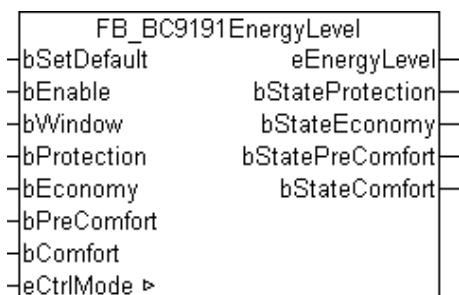 FB_BC9191EnergyLevel
bSetDefault eEnergyLevel
bEnable bStateProtection
bWindow bStateEconomy
bProtection bStatePreComfort
bEconomy bStateComfort
bPreComfort
bComfort
eCtrlMode ▹